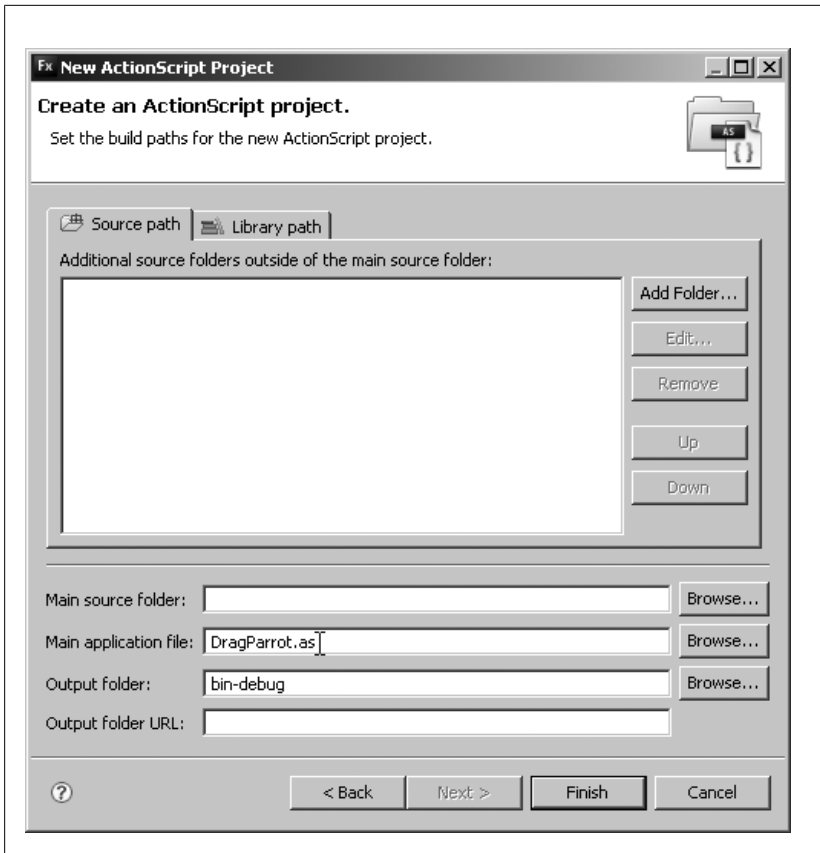 Fx New ActionScript Project
Create an ActionScript project.
Set the build paths for the new ActionScript project.
AS
{}
Source path
Library path
Additional source folders outside of the main source folder:
Add Folder...
Edit...
Remove
Up
Down
Main source folder:
Browse...
Main application file: DragParrot.as
Browse...
Output folder: bin-debug
Browse...
Output folder URL:
?
< Back
Next >
Finish
Cancel